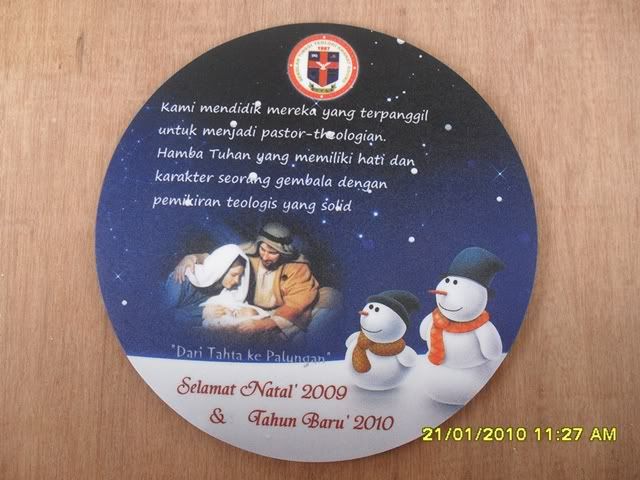 1997
Kami mendidik mereka yang terpanggil
untuk menjadi pastor-theologian.
Hamba Tuhan yang memiliki hati dan
karakter seorang gembala dengan
pemikiran teologis yang solid
"Dari Tahta ke Palungan"
Selamat Natal' 2009
& Tahun Baru' 2010
21/01/2010 11:27 AM